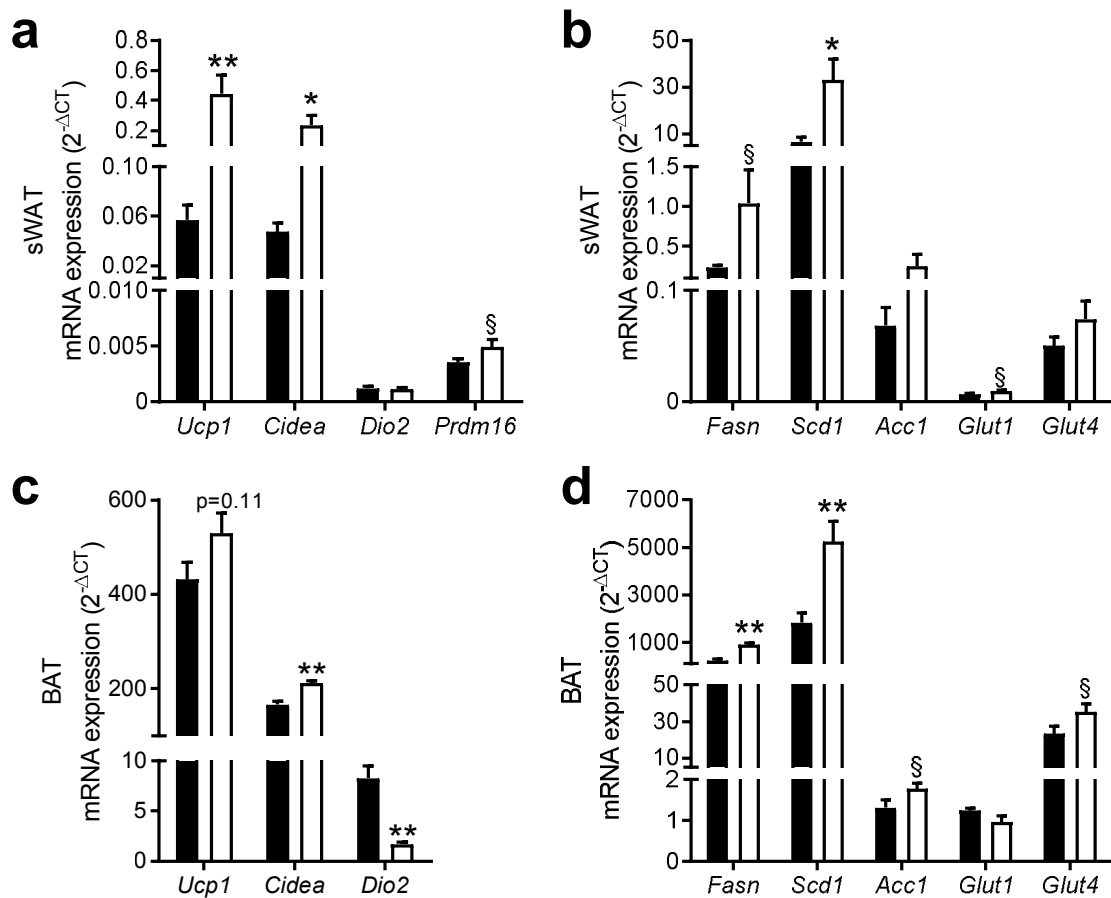 a
sWAT
mRNA expression (2-ΔCT)
0.8
0.6
0.4
0.2
0.10
0.06
0.02
0.010
0.005
0
**
*
§
Ucp1 Cidea Dio2 Prdm16
b
sWAT
mRNA expression (2-ΔCT)
50
30
10
1.5
1.0
0.5
0.1
0
§
*
§
Fasn Scd1 Acc1 Glut1 Glut4
c
BAT
mRNA expression (2-ΔCT)
600
400
200
10
5
0
p=0.11
**
**
Ucp1 Cidea Dio2
d
BAT
mRNA expression (2-ΔCT)
7000
5000
3000
1000
50
30
10
2
1
0
**
**
§
§
Fasn Scd1 Acc1 Glut1 Glut4